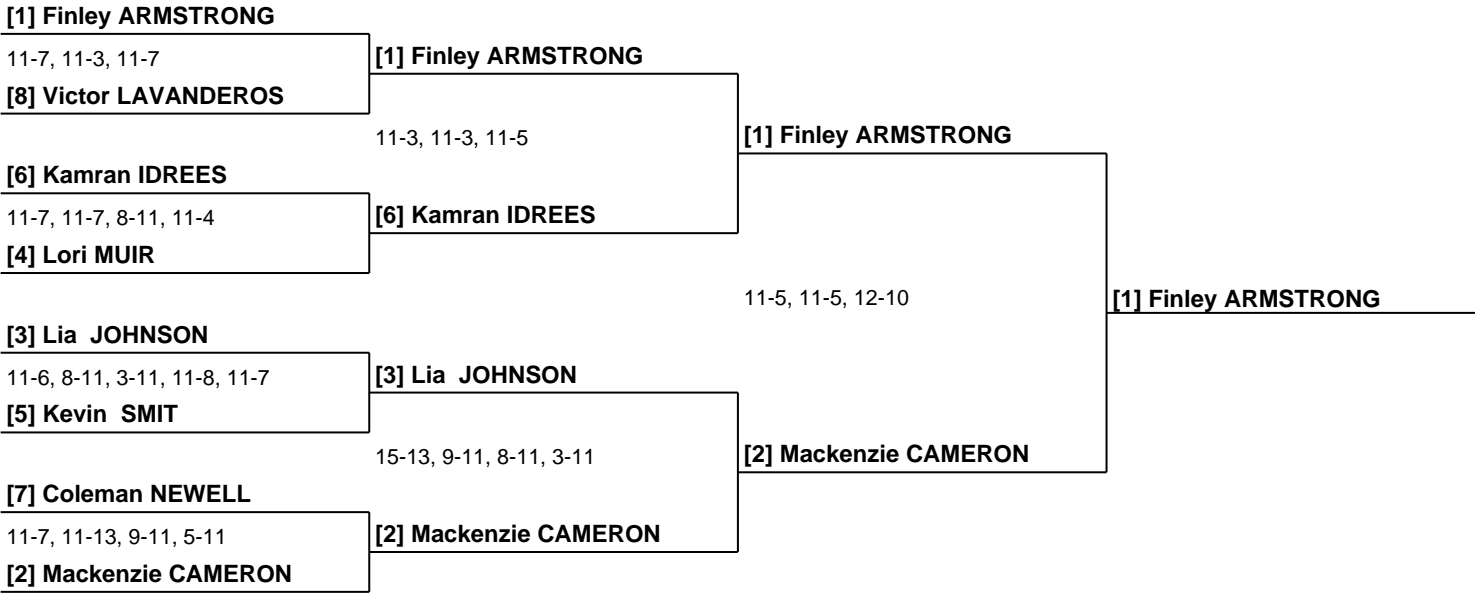 [1] Finley ARMSTRONG
11-7, 11-3, 11-7
[8] Victor LAVANDEROS
[6] Kamran IDREES
11-7, 11-7, 8-11, 11-4
[4] Lori MUIR
[3] Lia  JOHNSON
11-6, 8-11, 3-11, 11-8, 11-7
[5] Kevin  SMIT
[7] Coleman NEWELL
11-7, 11-13, 9-11, 5-11
[2] Mackenzie CAMERON
[1] Finley ARMSTRONG
11-3, 11-3, 11-5
[6] Kamran IDREES
[3] Lia  JOHNSON
15-13, 9-11, 8-11, 3-11
[2] Mackenzie CAMERON
[1] Finley ARMSTRONG
11-5, 11-5, 12-10
[2] Mackenzie CAMERON
[1] Finley ARMSTRONG